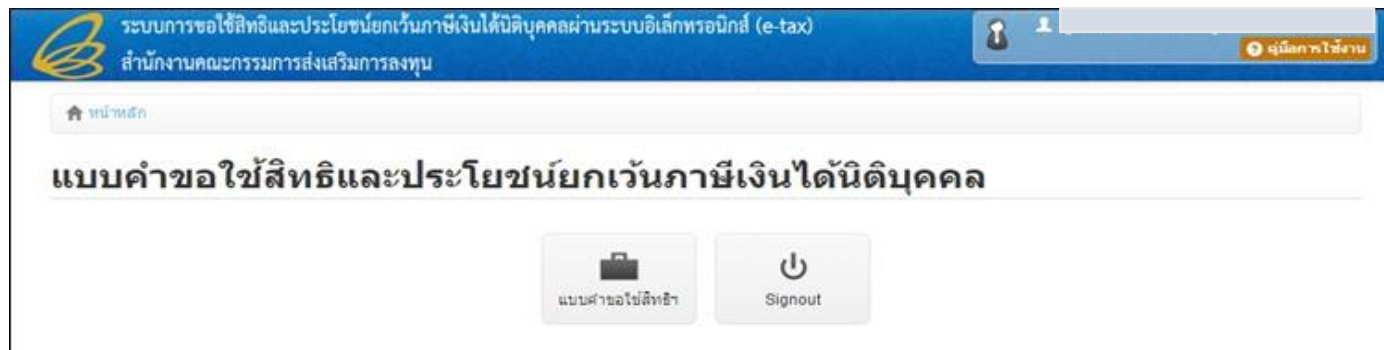 ระบบการขอใช้สิทธิและประโยชน์ยกเว้นภาษีเงินได้นิติบุคคลผ่านระบบอิเล็กทรอนิกส์ (e-tax)
สำนักงานคณะกรรมการส่งเสริมการลงทุน
คู่มือการใช้งาน
หน้าหลัก
แบบคำขอใช้สิทธิและประโยชน์ยกเว้นภาษีเงินได้นิติบุคคล
แบบคำขอใช้สิทธิฯ
Signout